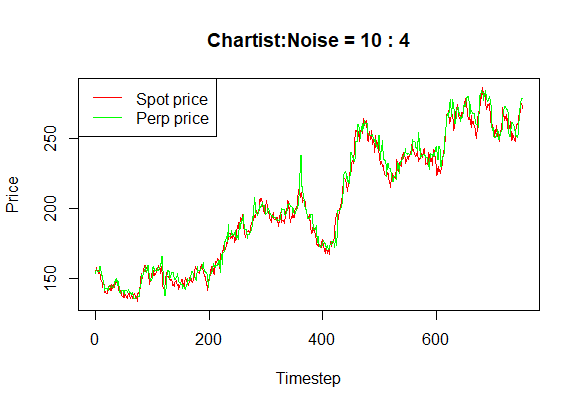 Chartist:Noise = 10 : 4
Spot price
Perp price
Price
250
200
150
0 200 400 600
Timestep